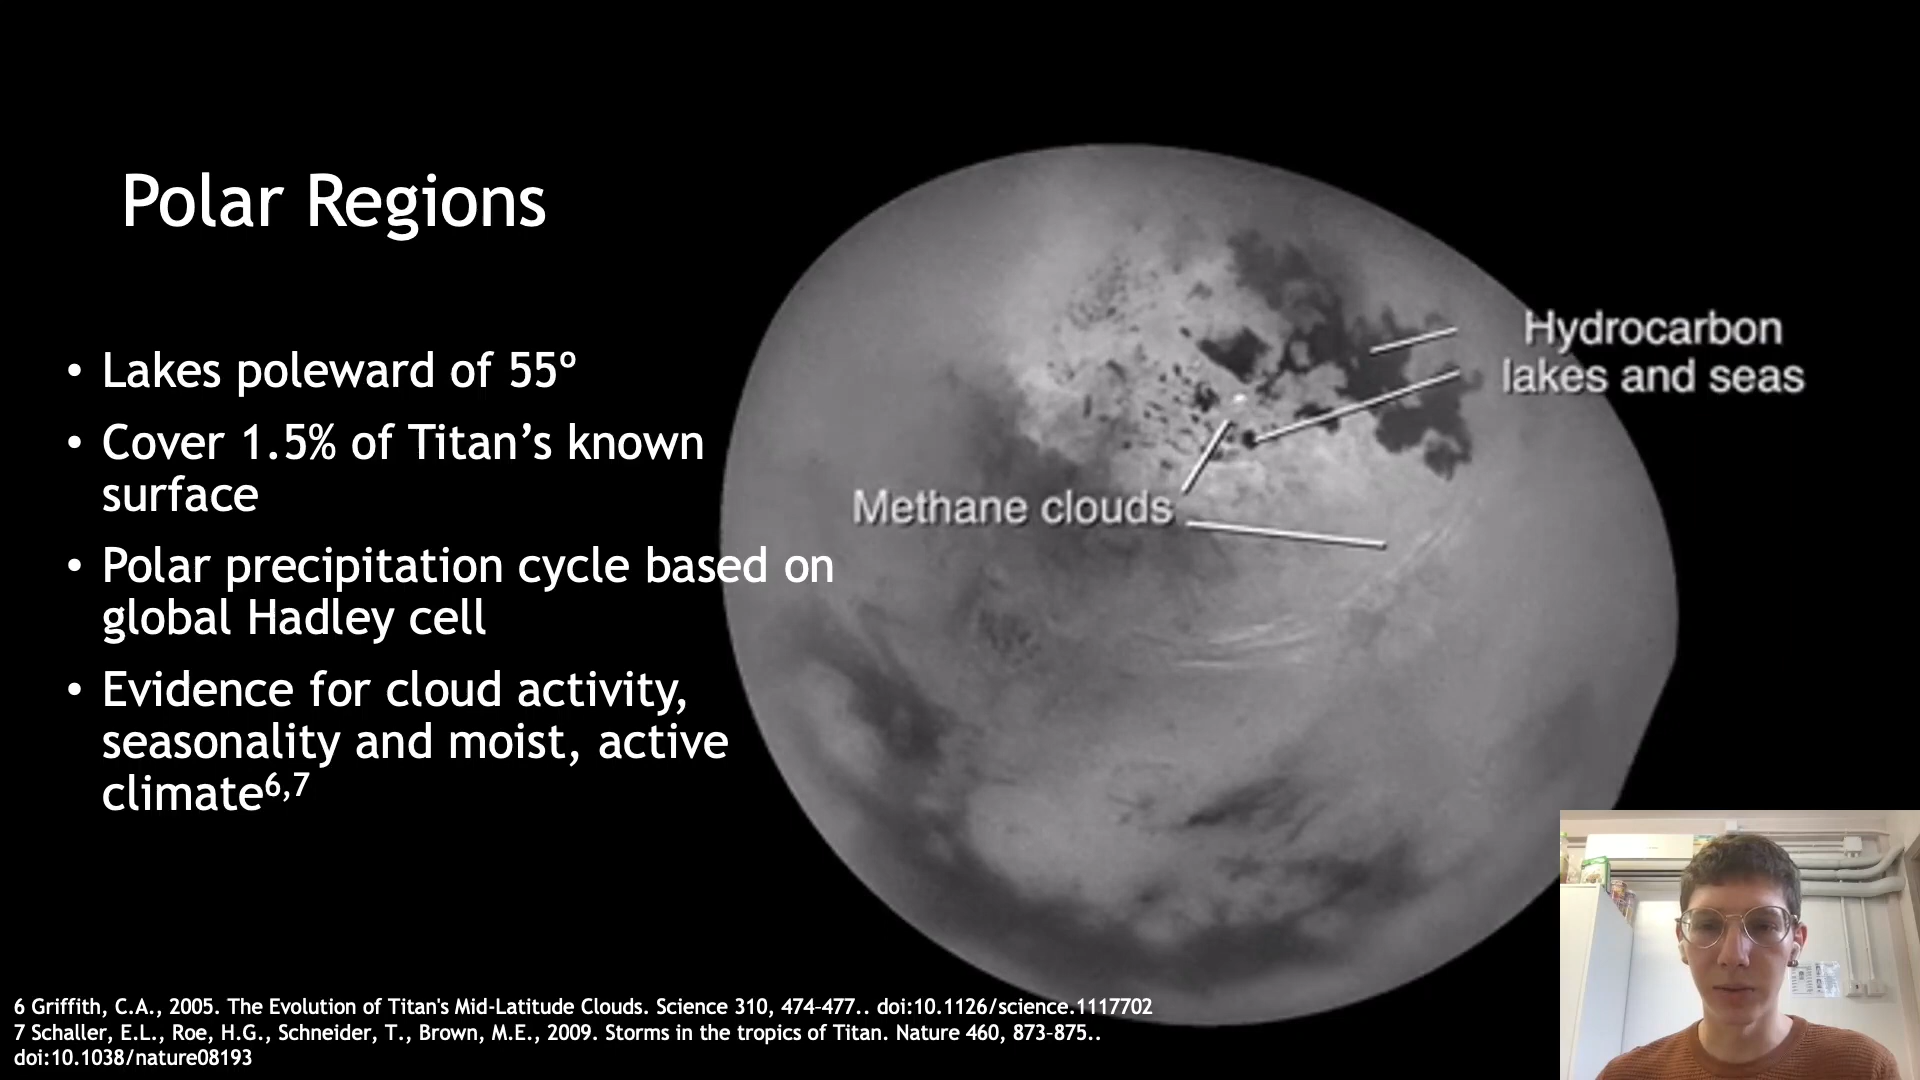 Polar Regions
• Lakes poleward of 55º
• Cover 1.5% of Titan’s known
surface
• Polar precipitation cycle based on
global Hadley cell
• Evidence for cloud activity,
seasonality and moist, active
climate6,7
Hydrocarbon
lakes and seas
Methane clouds
6 Griffith, C.A., 2005. The Evolution of Titan's Mid-Latitude Clouds. Science 310, 474–477.. doi:10.1126/science.1117702
7 Schaller, E.L., Roe, H.G., Schneider, T., Brown, M.E., 2009. Storms in the tropics of Titan. Nature 460, 873–875..
doi:10.1038/nature08193